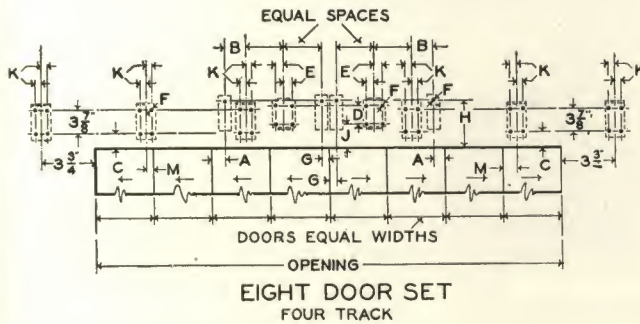 EQUAL SPACES
B B
K K K E E K K K
F F F
3 7/8 D H 3 7/8
J
3 3/4 C M A G A M C 3 3/
G
DOORS EQUAL WIDTHS
OPENING
EIGHT DOOR SET
FOUR TRACK